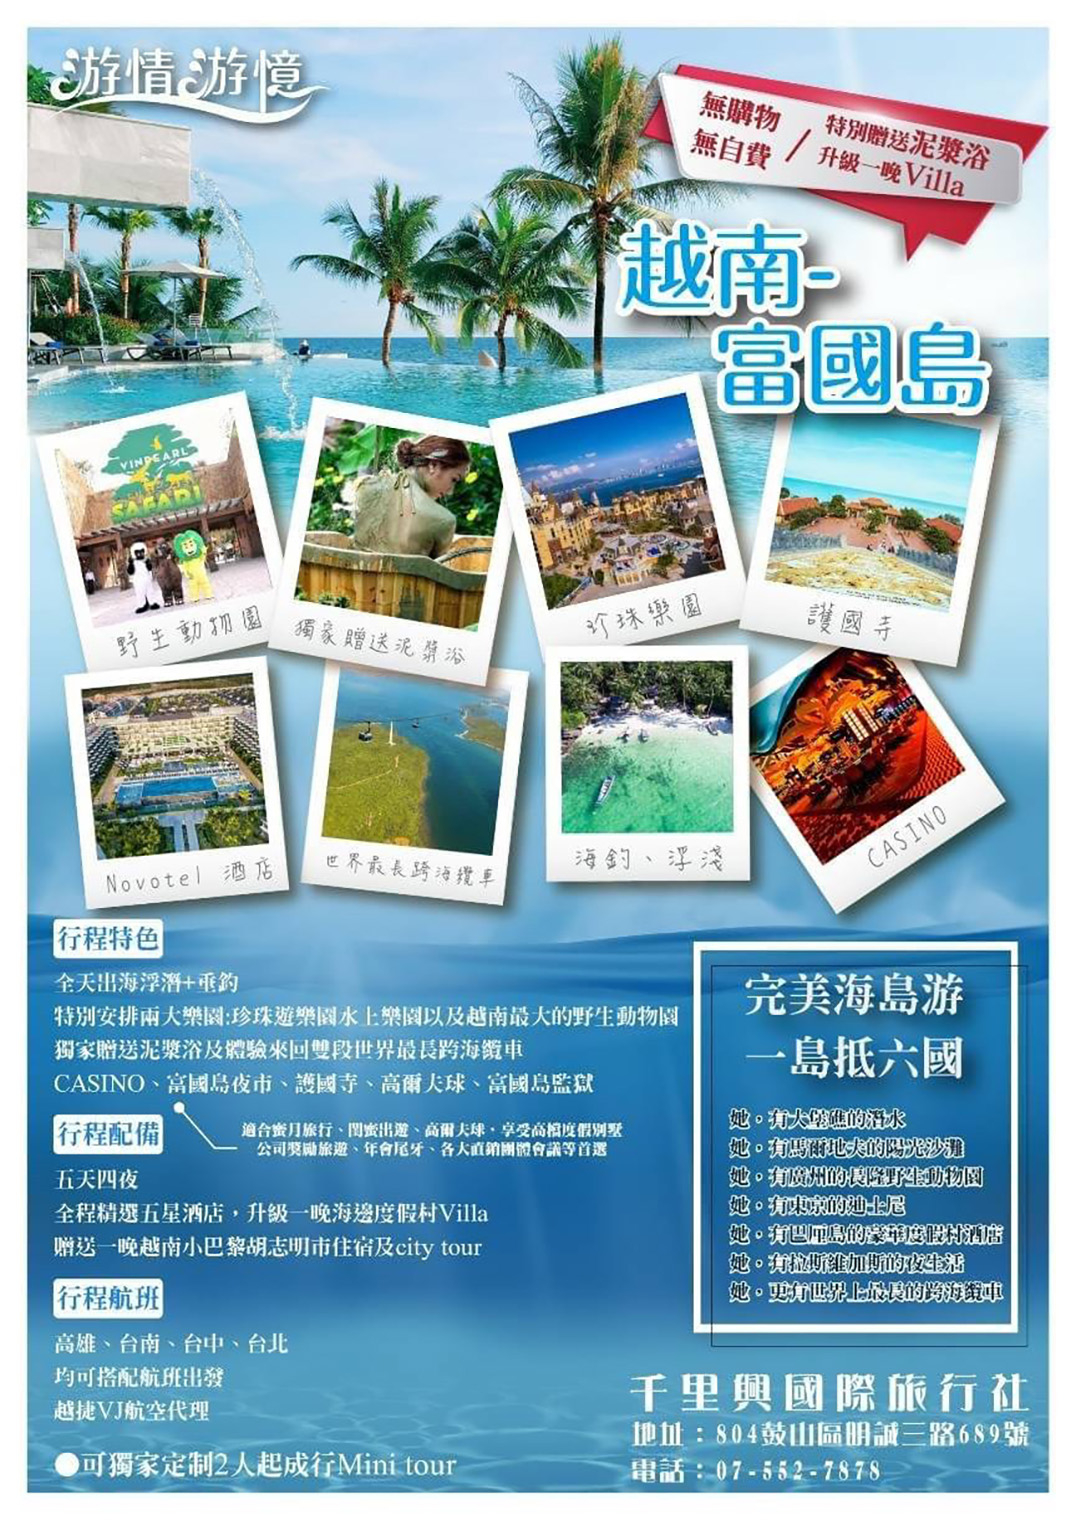 游情游憶
無購物
無自費
/
特別贈送泥漿浴
升級一晚Villa
越南-
富國島
VINPEARL
SAFARI
野生動物園
獨家贈送泥漿浴
珍珠樂園
護國寺
Novotel 酒店
世界最長跨海纜車
海釣、浮淺
CASINO
行程特色
全天出海浮潛+垂釣
特別安排兩大樂園:珍珠遊樂園水上樂園以及越南最大的野生動物園
獨家贈送泥漿浴及體驗來回雙段世界最長跨海纜車
CASINO、富國島夜市、護國寺、高爾夫球、富國島監獄
適合蜜月旅行、閨蜜出遊、高爾夫球，享受高檔度假別墅
公司獎勵旅遊、年會尾牙、各大直銷團體會議等首選
行程配備
五天四夜
全程精選五星酒店，升級一晚海邊度假村Villa
贈送一晚越南小巴黎胡志明市住宿及city tour
行程航班
高雄、台南、台中、台北
均可搭配航班出發
越捷VJ航空代理
●可獨家定制2人起成行Mini tour
完美海島游
一島抵六國
她，有大堡礁的潛水
她，有馬爾地夫的陽光沙灘
她，有廣州的長隆野生動物園
她，有東京的迪士尼
她，有巴厘島的豪華度假村酒店
她，有拉斯維加斯的夜生活
她，更有世界上最長的跨海纜車
千里興國際旅行社
地址：804鼓山區明誠三路689號
電話：07-552-7878